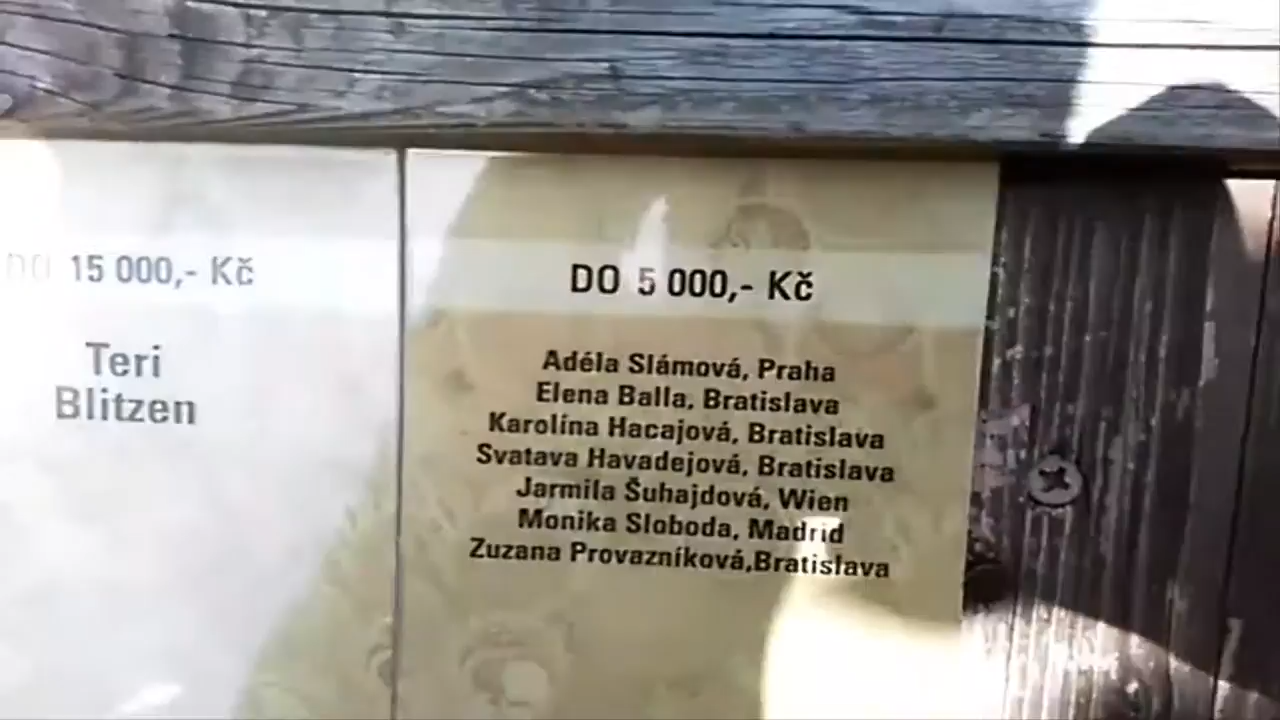 DO 15 000,- Kč
Teri
Blitzen
DO 5 000,- Kč
Adéla Slámová, Praha
Elena Balla, Bratislava
Karolína Hacajová, Bratislava
Svatava Havadejová, Bratislava
Jarmila Šuhajdová, Wien
Monika Sloboda, Madrid
Zuzana Provazníková,Bratislava